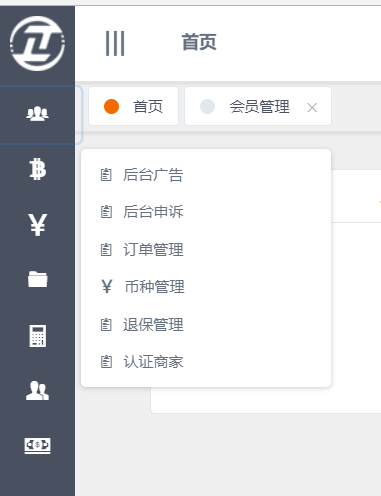 首页
首页
会员管理
后台广告
后台申诉
订单管理
币种管理
退保管理
认证商家